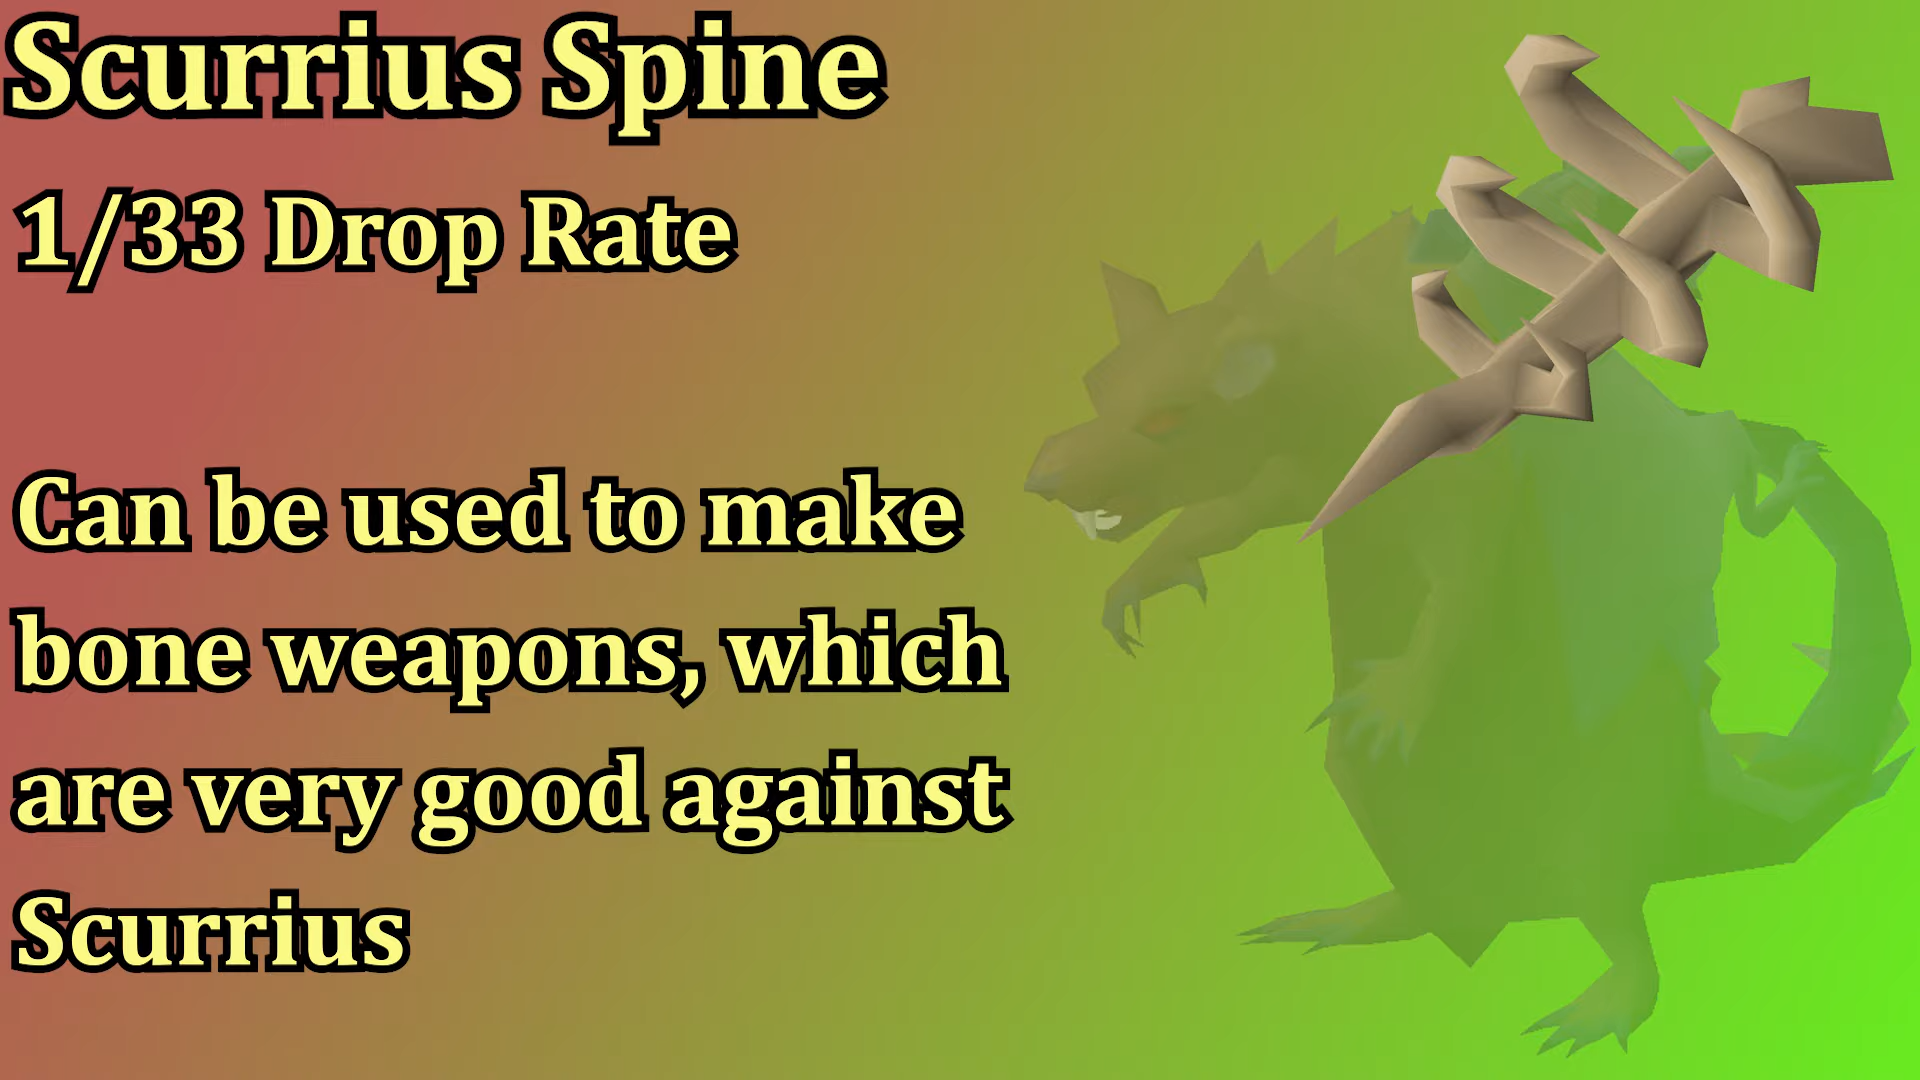 Scurrius Spine
1/33 Drop Rate
Can be used to make
bone weapons, which
are very good against
Scurrius